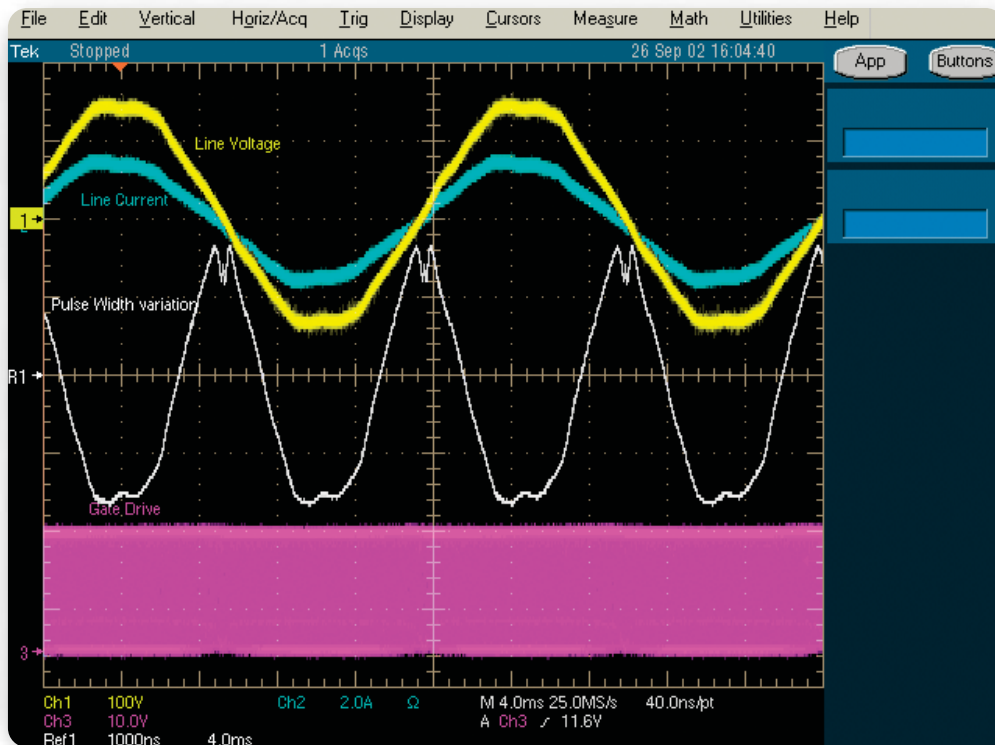 File Edit Vertical Horiz/Acq Trig Display Cursors Measure Math Utilities Help
Tek Stopped 1 Acqs 26 Sep 02 16:04:40
App Buttons
Line Voltage
Line Current
1
Pulse Width variation
R1
Gate Drive
3
Ch1 100V Ch2 2.0A Ω M 4.0ms 25.0MS/s 40.0ns/pt
Ch3 10.0V A Ch3 ∕ 11.6V
Ref1 1000ns 4.0ms